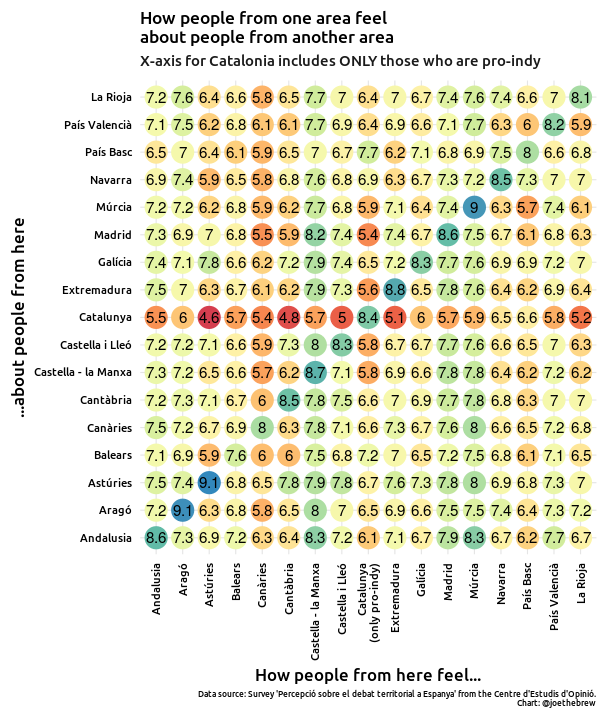 How people from one area feel
about people from another area
X-axis for Catalonia includes ONLY those who are pro-indy
...about people from here
La Rioja 7.2 7.6 6.4 6.6 5.8 6.5 7.7 7 6.4 7 6.7 7.4 7.6 7.4 6.6 7 8.1
País Valencià 7.1 7.5 6.2 6.8 6.1 6.1 7.7 6.9 6.4 6.9 6.6 7.1 7.7 6.3 6 8.2 5.9
País Basc 6.5 7 6.4 6.1 5.9 6.5 7 6.7 7.7 6.2 7.1 6.8 6.9 7.5 8 6.6 6.8
Navarra 6.9 7.4 5.9 6.5 5.8 6.8 7.6 6.8 6.9 6.3 6.7 7.3 7.2 8.5 7.3 7 7
Múrcia 7.2 7.2 6.2 6.8 5.9 6.2 7.7 6.8 5.9 7.1 6.4 7.4 9 6.3 5.7 7.4 6.1
Madrid 7.3 6.9 7 6.8 5.5 5.9 8.2 7.4 5.4 7.4 6.7 8.6 7.5 6.7 6.1 6.8 6.3
Galícia 7.4 7.1 7.8 6.6 6.2 7.2 7.9 7.4 6.5 7.2 8.3 7.7 7.6 6.9 6.9 7.2 7
Extremadura 7.5 7 6.3 6.7 6.1 6.2 7.9 7.3 5.6 8.8 6.5 7.8 7.6 6.4 6.2 6.9 6.4
Catalunya 5.5 6 4.6 5.7 5.4 4.8 5.7 5 8.4 5.1 6 5.7 5.9 6.5 6.6 5.8 5.2
Castella i Lleó 7.2 7.2 7.1 6.6 5.9 7.3 8 8.3 5.8 6.7 6.7 7.7 7.6 6.6 6.5 7 6.3
Castella - la Manxa 7.3 7.2 6.5 6.6 5.7 6.2 8.7 7.1 5.8 6.9 6.6 7.8 7.8 6.4 6.2 7.2 6.2
Cantàbria 7.2 7.3 7.1 6.7 6 8.5 7.8 7.5 6.6 7 6.9 7.7 7.8 6.8 6.3 7 7
Canàries 7.5 7.2 6.7 6.9 8 6.3 7.8 7.1 6.6 7.3 6.7 7.6 8 6.6 6.5 7.2 6.8
Balears 7.1 6.9 5.9 7.6 6 6 7.5 6.8 7.2 7 6.5 7.2 7.5 6.8 6.1 7.1 6.5
Astúries 7.5 7.4 9.1 6.8 6.5 7.8 7.9 7.8 6.7 7.6 7.3 7.8 8 6.9 6.8 7.3 7
Aragó 7.2 9.1 6.3 6.8 5.8 6.5 8 7 6.5 6.9 6.6 7.5 7.5 7.4 6.4 7.3 7.2
Andalusia 8.6 7.3 6.9 7.2 6.3 6.4 8.3 7.2 6.1 7.1 6.7 7.9 8.3 6.7 6.2 7.7 6.7
Andalusia
Aragó
Astúries
Balears
Canàries
Cantàbria
Castella - la Manxa
Castella i Lleó
Catalunya
(only pro-indy)
Extremadura
Galícia
Madrid
Múrcia
Navarra
País Basc
País Valencià
La Rioja
How people from here feel...
Data source: Survey 'Percepció sobre el debat territorial a Espanya' from the Centre d'Estudis d'Opinió.
Chart: @joethebrew